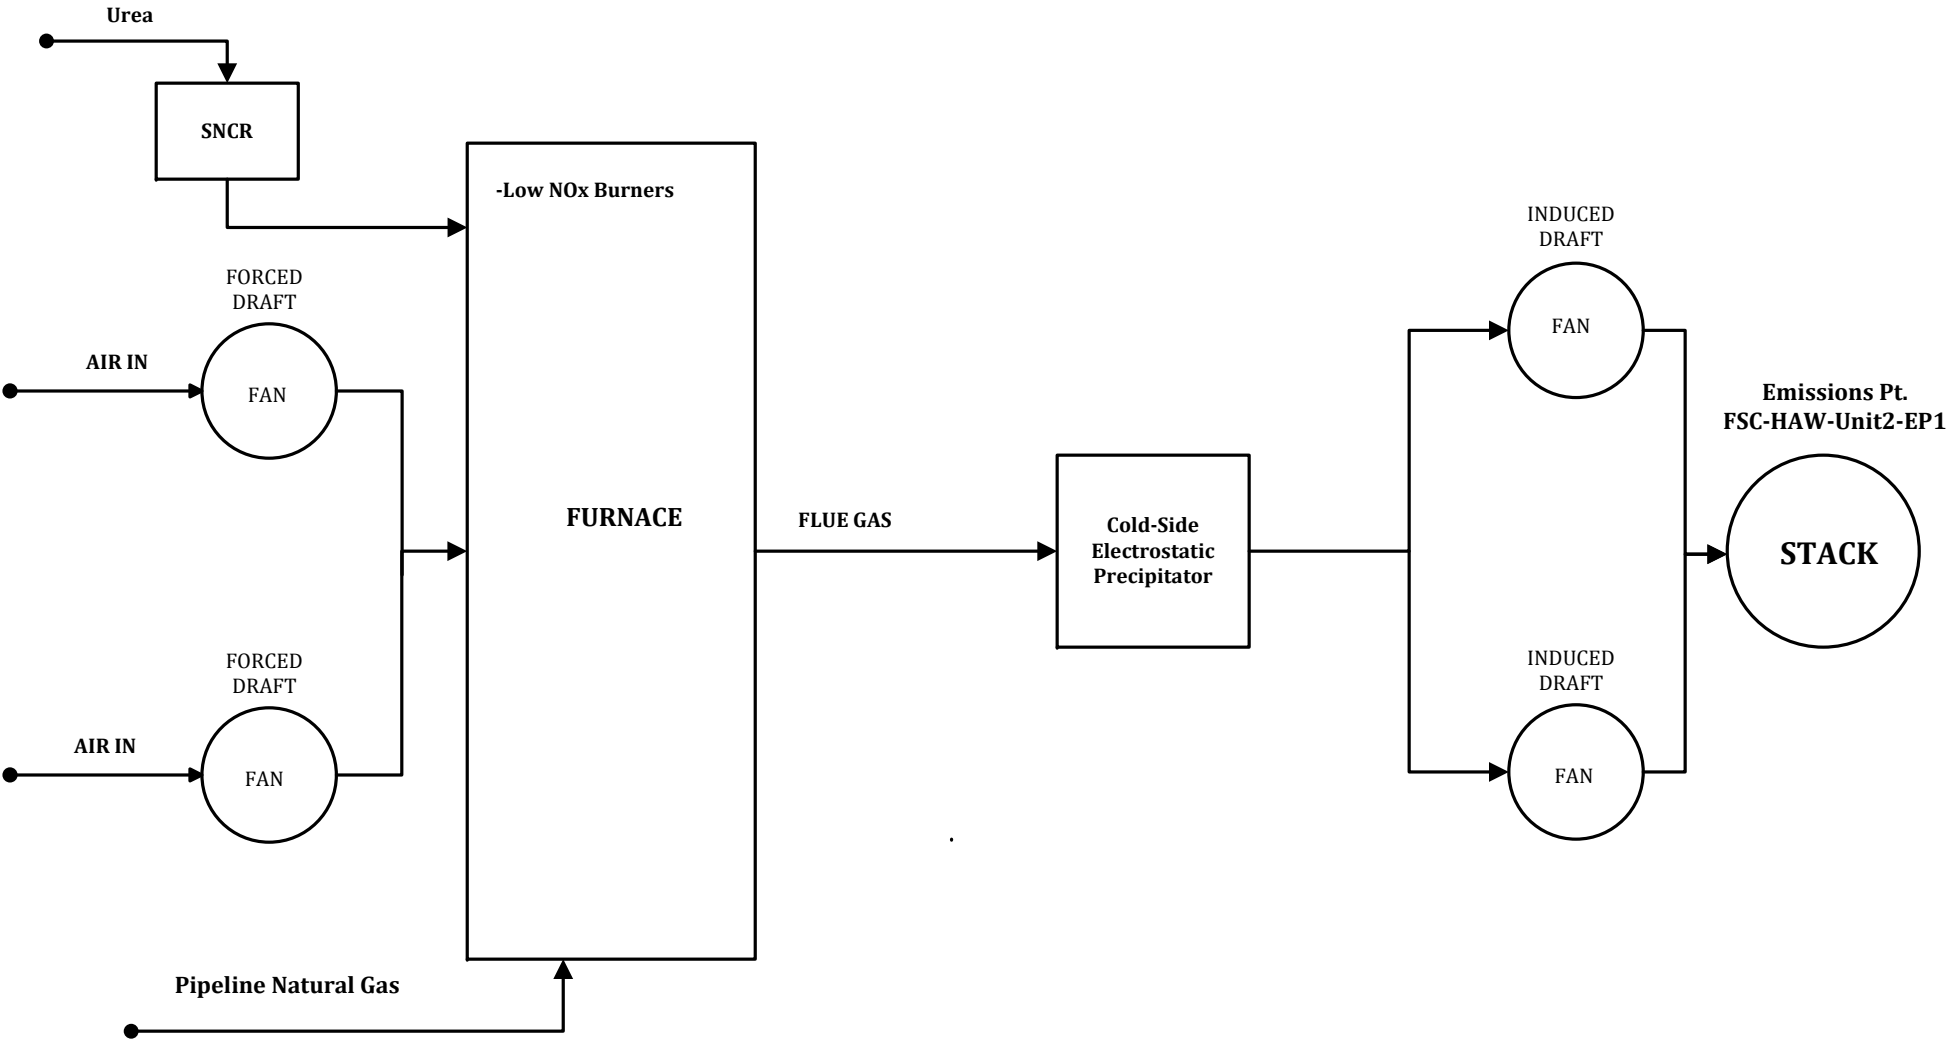 Urea
SNCR
-Low NOx Burners
FORCED
DRAFT
AIR IN
FAN
FORCED
DRAFT
AIR IN
FAN
FURNACE
Pipeline Natural Gas
FLUE GAS
Cold-Side
Electrostatic
Precipitator
INDUCED
DRAFT
FAN
INDUCED
DRAFT
FAN
Emissions Pt.
FSC-HAW-Unit2-EP1
STACK